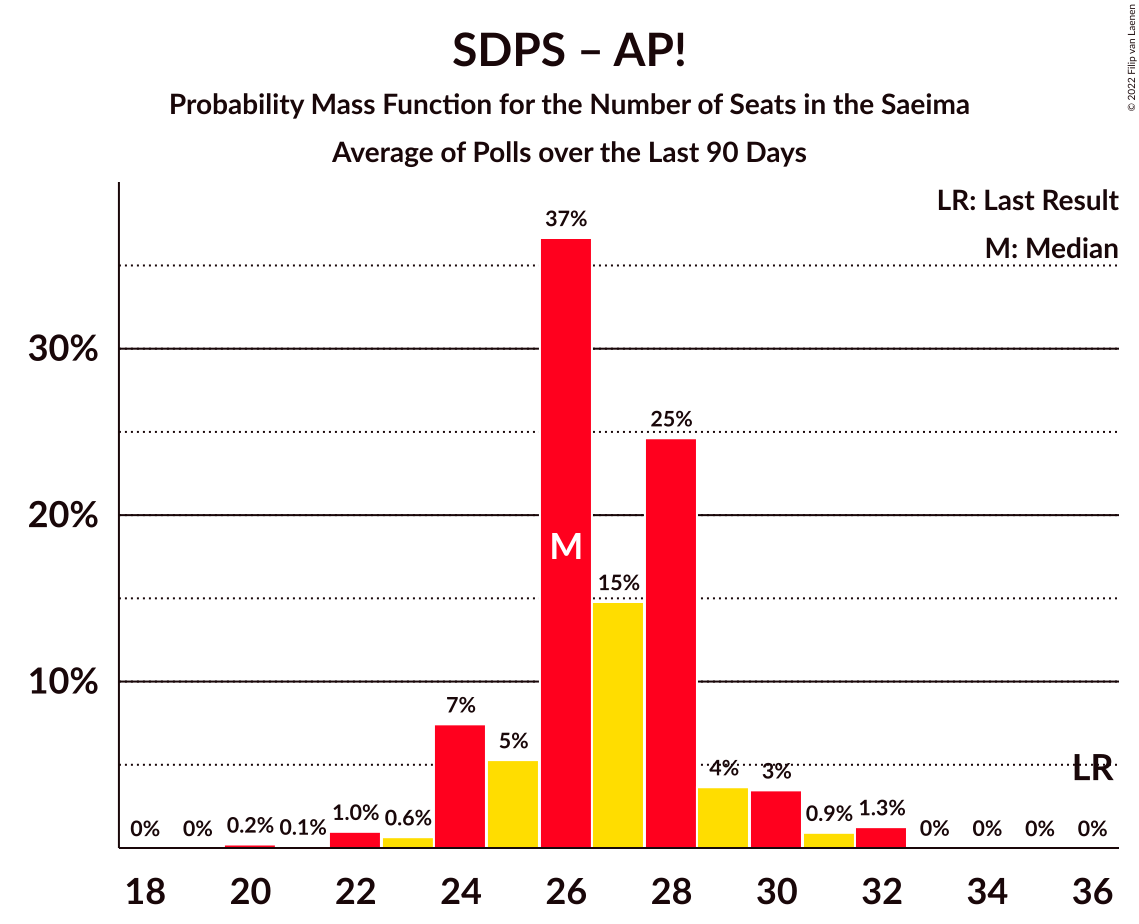 SDPS – AP!
Probability Mass Function for the Number of Seats in the Saeima
Average of Polls over the Last 90 Days
© 2022 Filip van Laenen
LR: Last Result
M: Median
30%
20%
10%
0%
0%
0.2%
0.1%
1.0%
0.6%
7%
5%
37%
M
15%
25%
4%
3%
0.9%
1.3%
0%
0%
0%
0%
LR
18 20 22 24 26 28 30 32 34 36